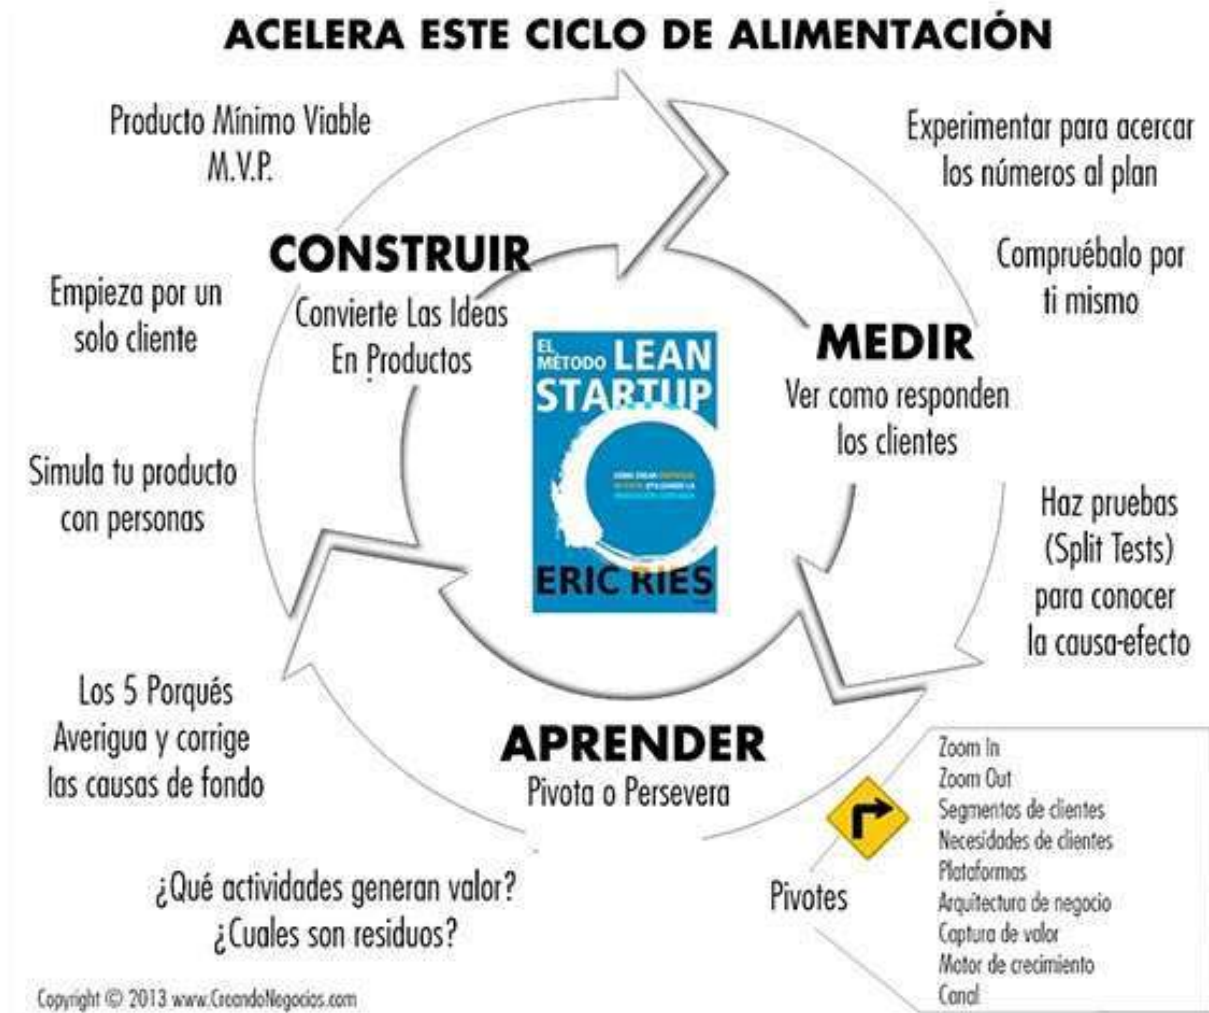 ACELERA ESTE CICLO DE ALIMENTACIÓN
Producto Mínimo Viable
M.V.P.
Experimentar para acercar
los números al plan
CONSTRUIR
Convierte Las Ideas
En Productos
Empieza por un
solo cliente
Compruébalo por
ti mismo
MEDIR
Ver como responden
los clientes
EL
MÉTODO LEAN
STARTUP
ERIC RIES
Simula tu producto
con personas
Haz pruebas
(Split Tests)
para conocer
la causa-efecto
Los 5 Porqués
Averigua y corrige
las causas de fondo
APRENDER
Pivota o Persevera
¿Qué actividades generan valor?
¿Cuales son residuos?
Pivotes
Zoom In
Zoom Out
Segmentos de clientes
Necesidades de clientes
Plataformas
Arquitectura de negocio
Captura de valor
Motor de crecimiento
Canal
Copyright © 2013 www.CreandoNegocios.com